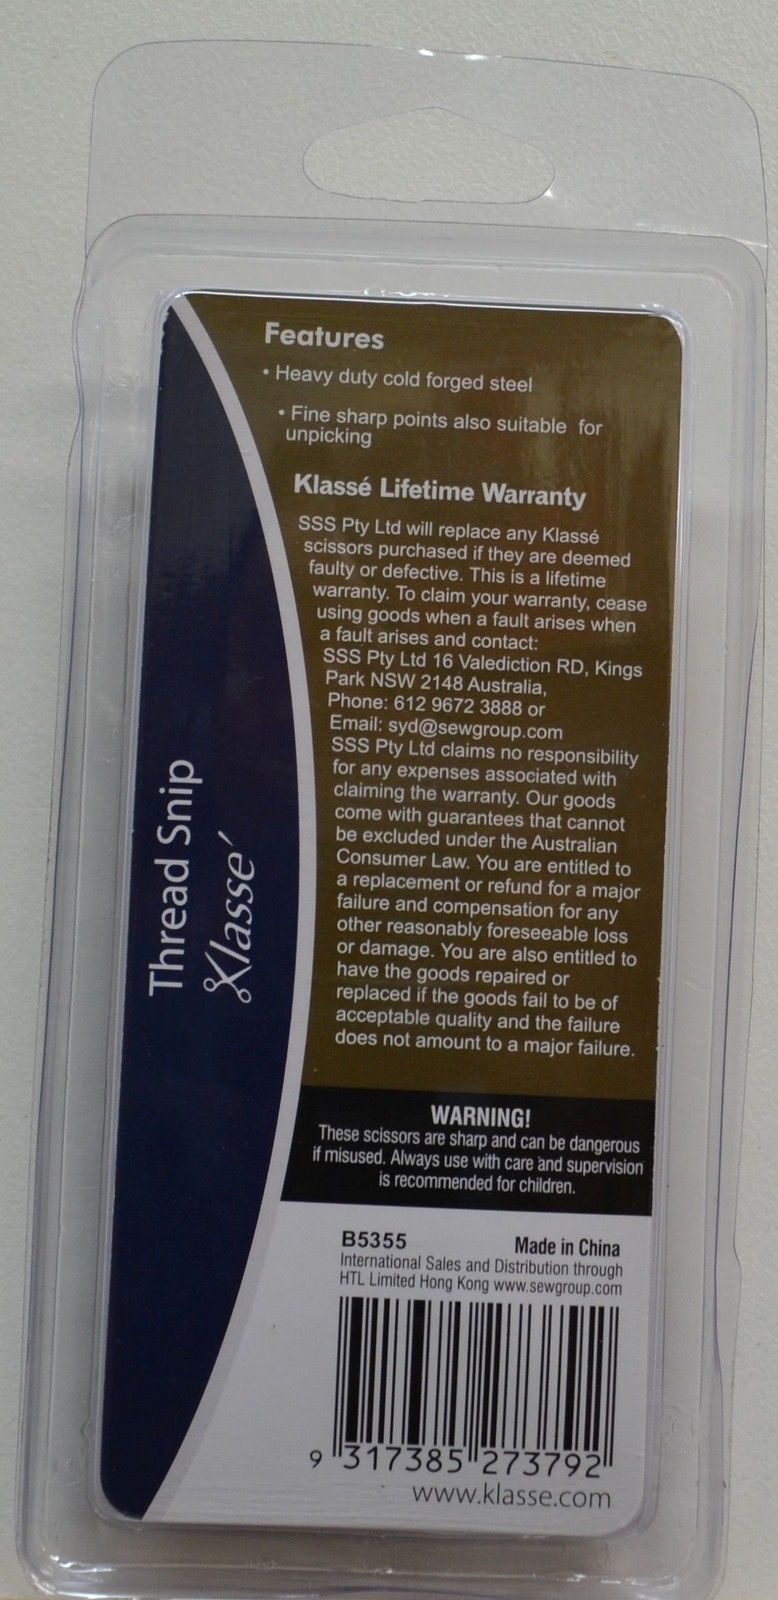 Features
• Heavy duty cold forged steel
• Fine sharp points also suitable for
unpicking
Klassé Lifetime Warranty
SSS Pty Ltd will replace any Klassé
scissors purchased if they are deemed
faulty or defective. This is a lifetime
warranty. To claim your warranty, cease
using goods when a fault arises when
a fault arises and contact:
SSS Pty Ltd 16 Valediction RD, Kings
Park NSW 2148 Australia,
Phone: 612 9672 3888 or
Email: syd@sewgroup.com
SSS Pty Ltd claims no responsibility
for any expenses associated with
claiming the warranty. Our goods
come with guarantees that cannot
be excluded under the Australian
Consumer Law. You are entitled to
a replacement or refund for a major
failure and compensation for any
other reasonably foreseeable loss
or damage. You are also entitled to
have the goods repaired or
replaced if the goods fail to be of
acceptable quality and the failure
does not amount to a major failure.
Thread Snip
Klassé
WARNING!
These scissors are sharp and can be dangerous
if misused. Always use with care and supervision
is recommended for children.
B5355 Made in China
International Sales and Distribution through
HTL Limited Hong Kong www.sewgroup.com
9 317385 273792
www.klasse.com